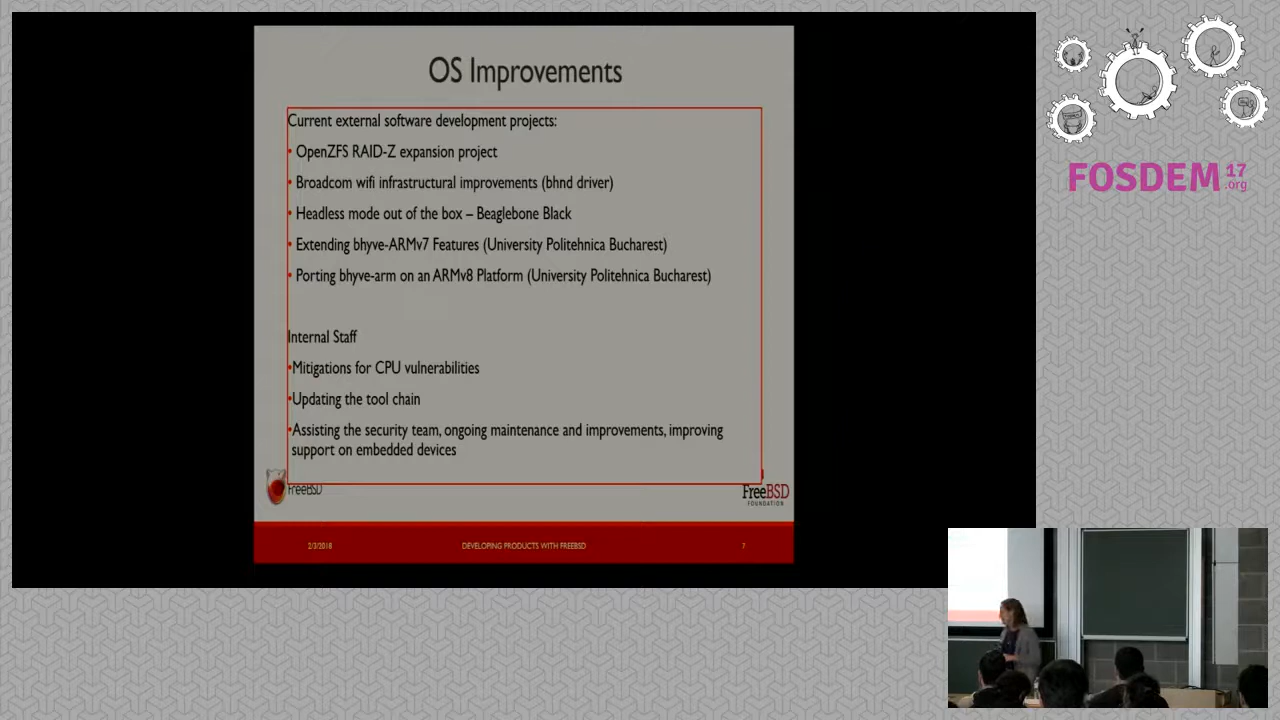 OS Improvements
Current external software development projects:
• OpenZFS RAID-Z expansion project
• Broadcom wifi infrastructural improvements (bhnd driver)
• Headless mode out of the box – Beaglebone Black
• Extending bhyve-ARMv7 Features (University Politehnica Bucharest)
• Porting bhyve-arm on an ARMv8 Platform (University Politehnica Bucharest)
Internal Staff
•Mitigations for CPU vulnerabilities
•Updating the tool chain
•Assisting the security team, ongoing maintenance and improvements, improving
support on embedded devices
FreeBSD
FreeBSD
FOUNDATION
2/3/2018
DEVELOPING PRODUCTS WITH FREEBSD
7
FOSDEM 17
.org